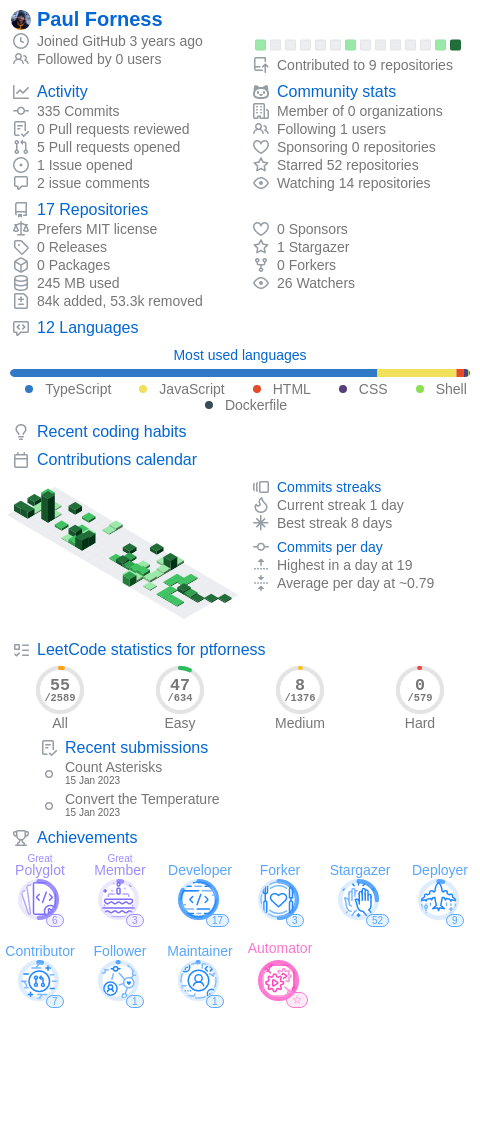 Paul Forness
Joined GitHub 3 years ago
Followed by 0 users
Contributed to 9 repositories
Activity
335 Commits
0 Pull requests reviewed
5 Pull requests opened
1 Issue opened
2 issue comments
Community stats
Member of 0 organizations
Following 1 users
Sponsoring 0 repositories
Starred 52 repositories
Watching 14 repositories
17 Repositories
Prefers MIT license
0 Releases
0 Packages
245 MB used
84k added, 53.3k removed
0 Sponsors
1 Stargazer
0 Forkers
26 Watchers
12 Languages
Most used languages
TypeScript JavaScript HTML CSS Shell
Dockerfile
Recent coding habits
Contributions calendar
Commits streaks
Current streak 1 day
Best streak 8 days
Commits per day
Highest in a day at 19
Average per day at ~0.79
LeetCode statistics for ptforness
55 47 8 0
/2589 /634 /1376 /579
All Easy Medium Hard
Recent submissions
Count Asterisks
15 Jan 2023
Convert the Temperature
15 Jan 2023
Achievements
Great Great
Polyglot Member Developer Forker Stargazer Deployer
6 3 17 3 52 9
Contributor Follower Maintainer Automator
7 1 1